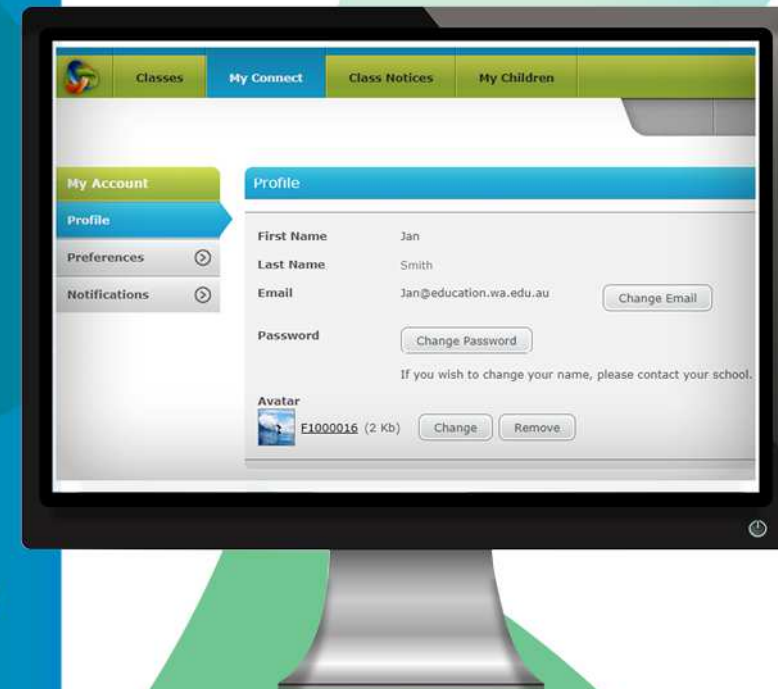 Classes My Connect Class Notices My Children
My Account
Profile
Preferences
Notifications
Profile
First Name Jan
Last Name Smith
Email Jan@education.wa.edu.au Change Email
Password Change Password
If you wish to change your name, please contact your school.
Avatar
F1000016 (2 Kb) Change Remove